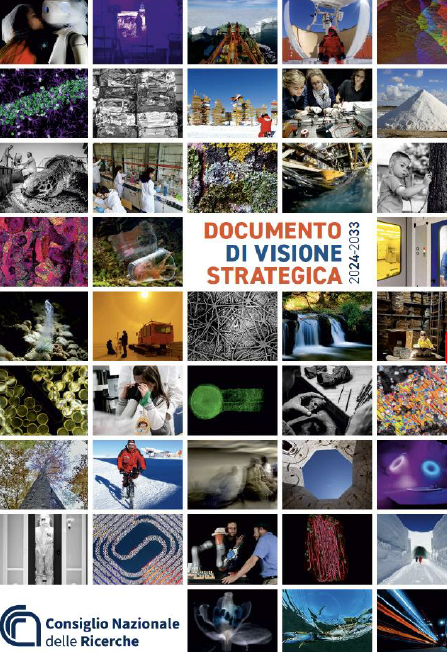 DOCUMENTO
DI VISIONE
STRATEGICA
2024-2033
Consiglio Nazionale
delle Ricerche